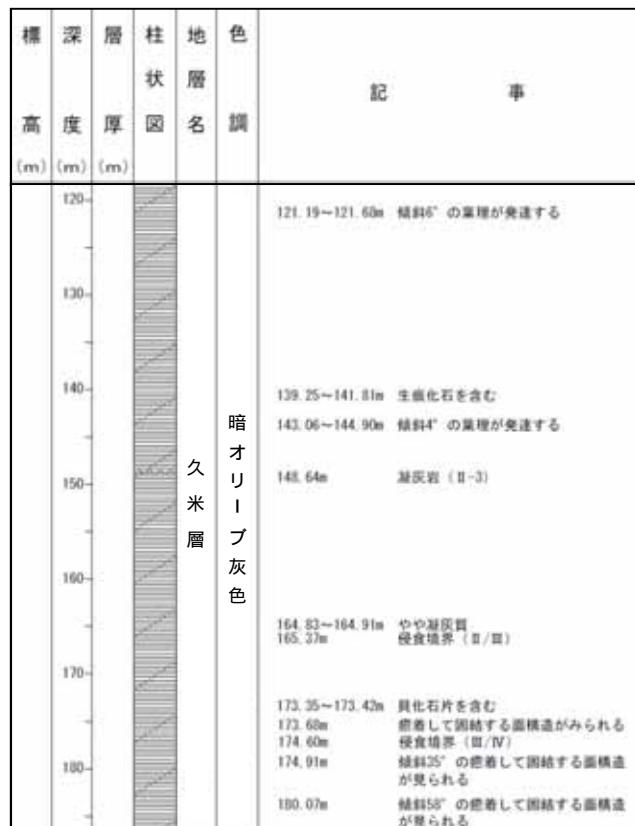 標高(m)
深度(m)
層厚(m)
柱状図
地層名
色調
記事
120
130
140
150
160
170
180
久米層
暗オリーブ灰色
121.19~121.68m 傾斜6°の葉理が発達する
139.25~141.81m 生痕化石を含む
143.06~144.90m 傾斜4°の葉理が発達する
148.64m 凝灰岩(Ⅱ-3)
164.83~164.91m やや凝灰質
165.37m 侵食境界(Ⅱ/Ⅲ)
173.35~173.42m 貝化石片を含む
173.68m 癒着して固結する面構造がみられる
174.60m 侵食境界(Ⅲ/Ⅳ)
174.91m 傾斜35°の癒着して固結する面構造
が見られる
180.07m 傾斜58°の癒着して固結する面構造
が見られる